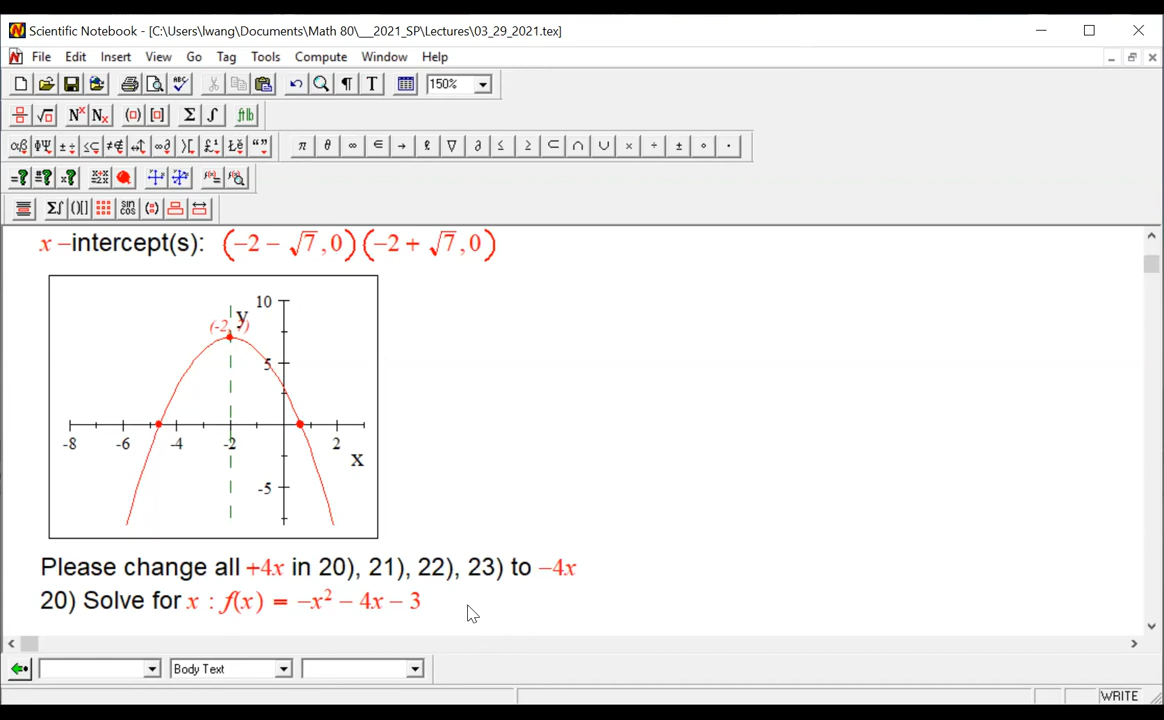 Scientific Notebook - [C:\Users\lwang\Documents\Math 80\__2021_SP\Lectures\03_29_2021.tex]
File Edit Insert View Go Tag Tools Compute Window Help
150%
x –intercept(s): (−2 − √7, 0) (−2 + √7, 0)
10
y
(-2, 7)
5
-8 -6 -4 -2 2
x
-5
Please change all +4x in 20), 21), 22), 23) to −4x
20) Solve for x : f(x) = −x² − 4x − 3
Body Text
WRITE